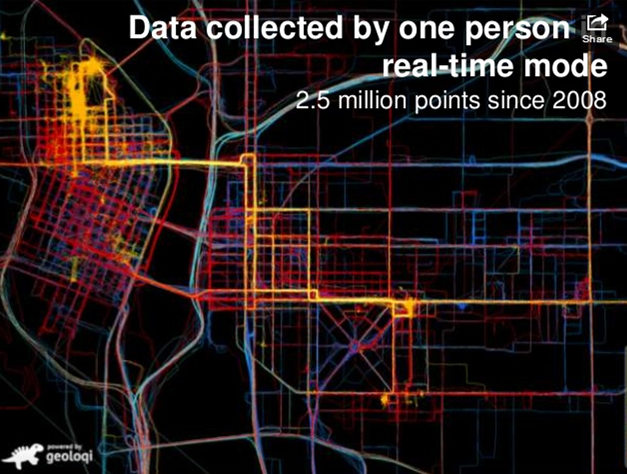 Data collected by one person
Share
real-time mode
2.5 million points since 2008
powered by
geoloqi